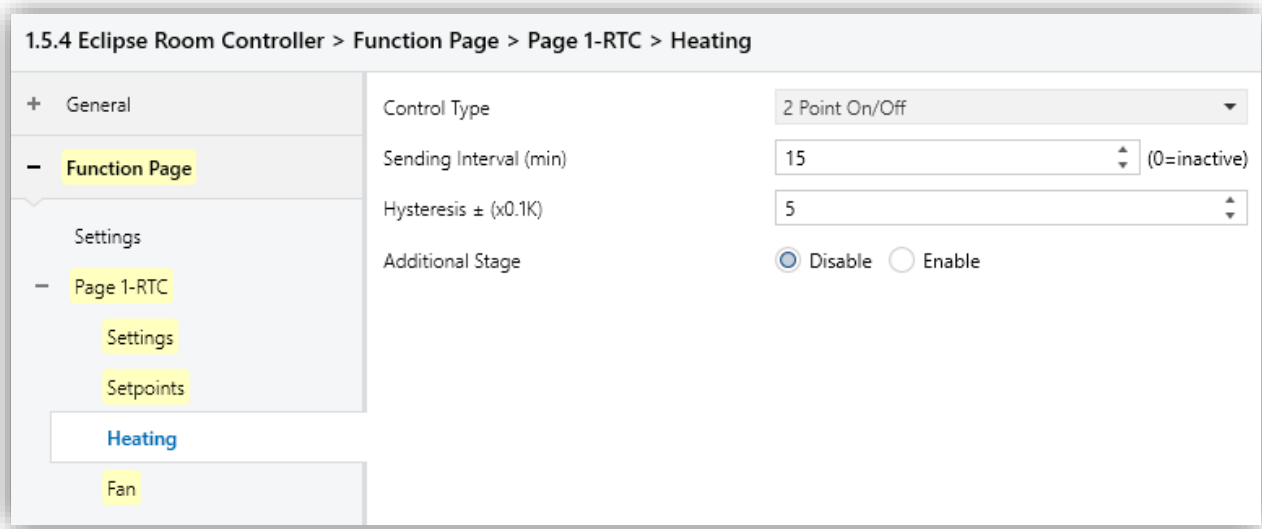 1.5.4 Eclipse Room Controller > Function Page > Page 1-RTC > Heating
+ General
− Function Page
Settings
− Page 1-RTC
Settings
Setpoints
Heating
Fan
Control Type 2 Point On/Off
Sending Interval (min) 15 (0=inactive)
Hysteresis ± (x0.1K) 5
Additional Stage Disable Enable